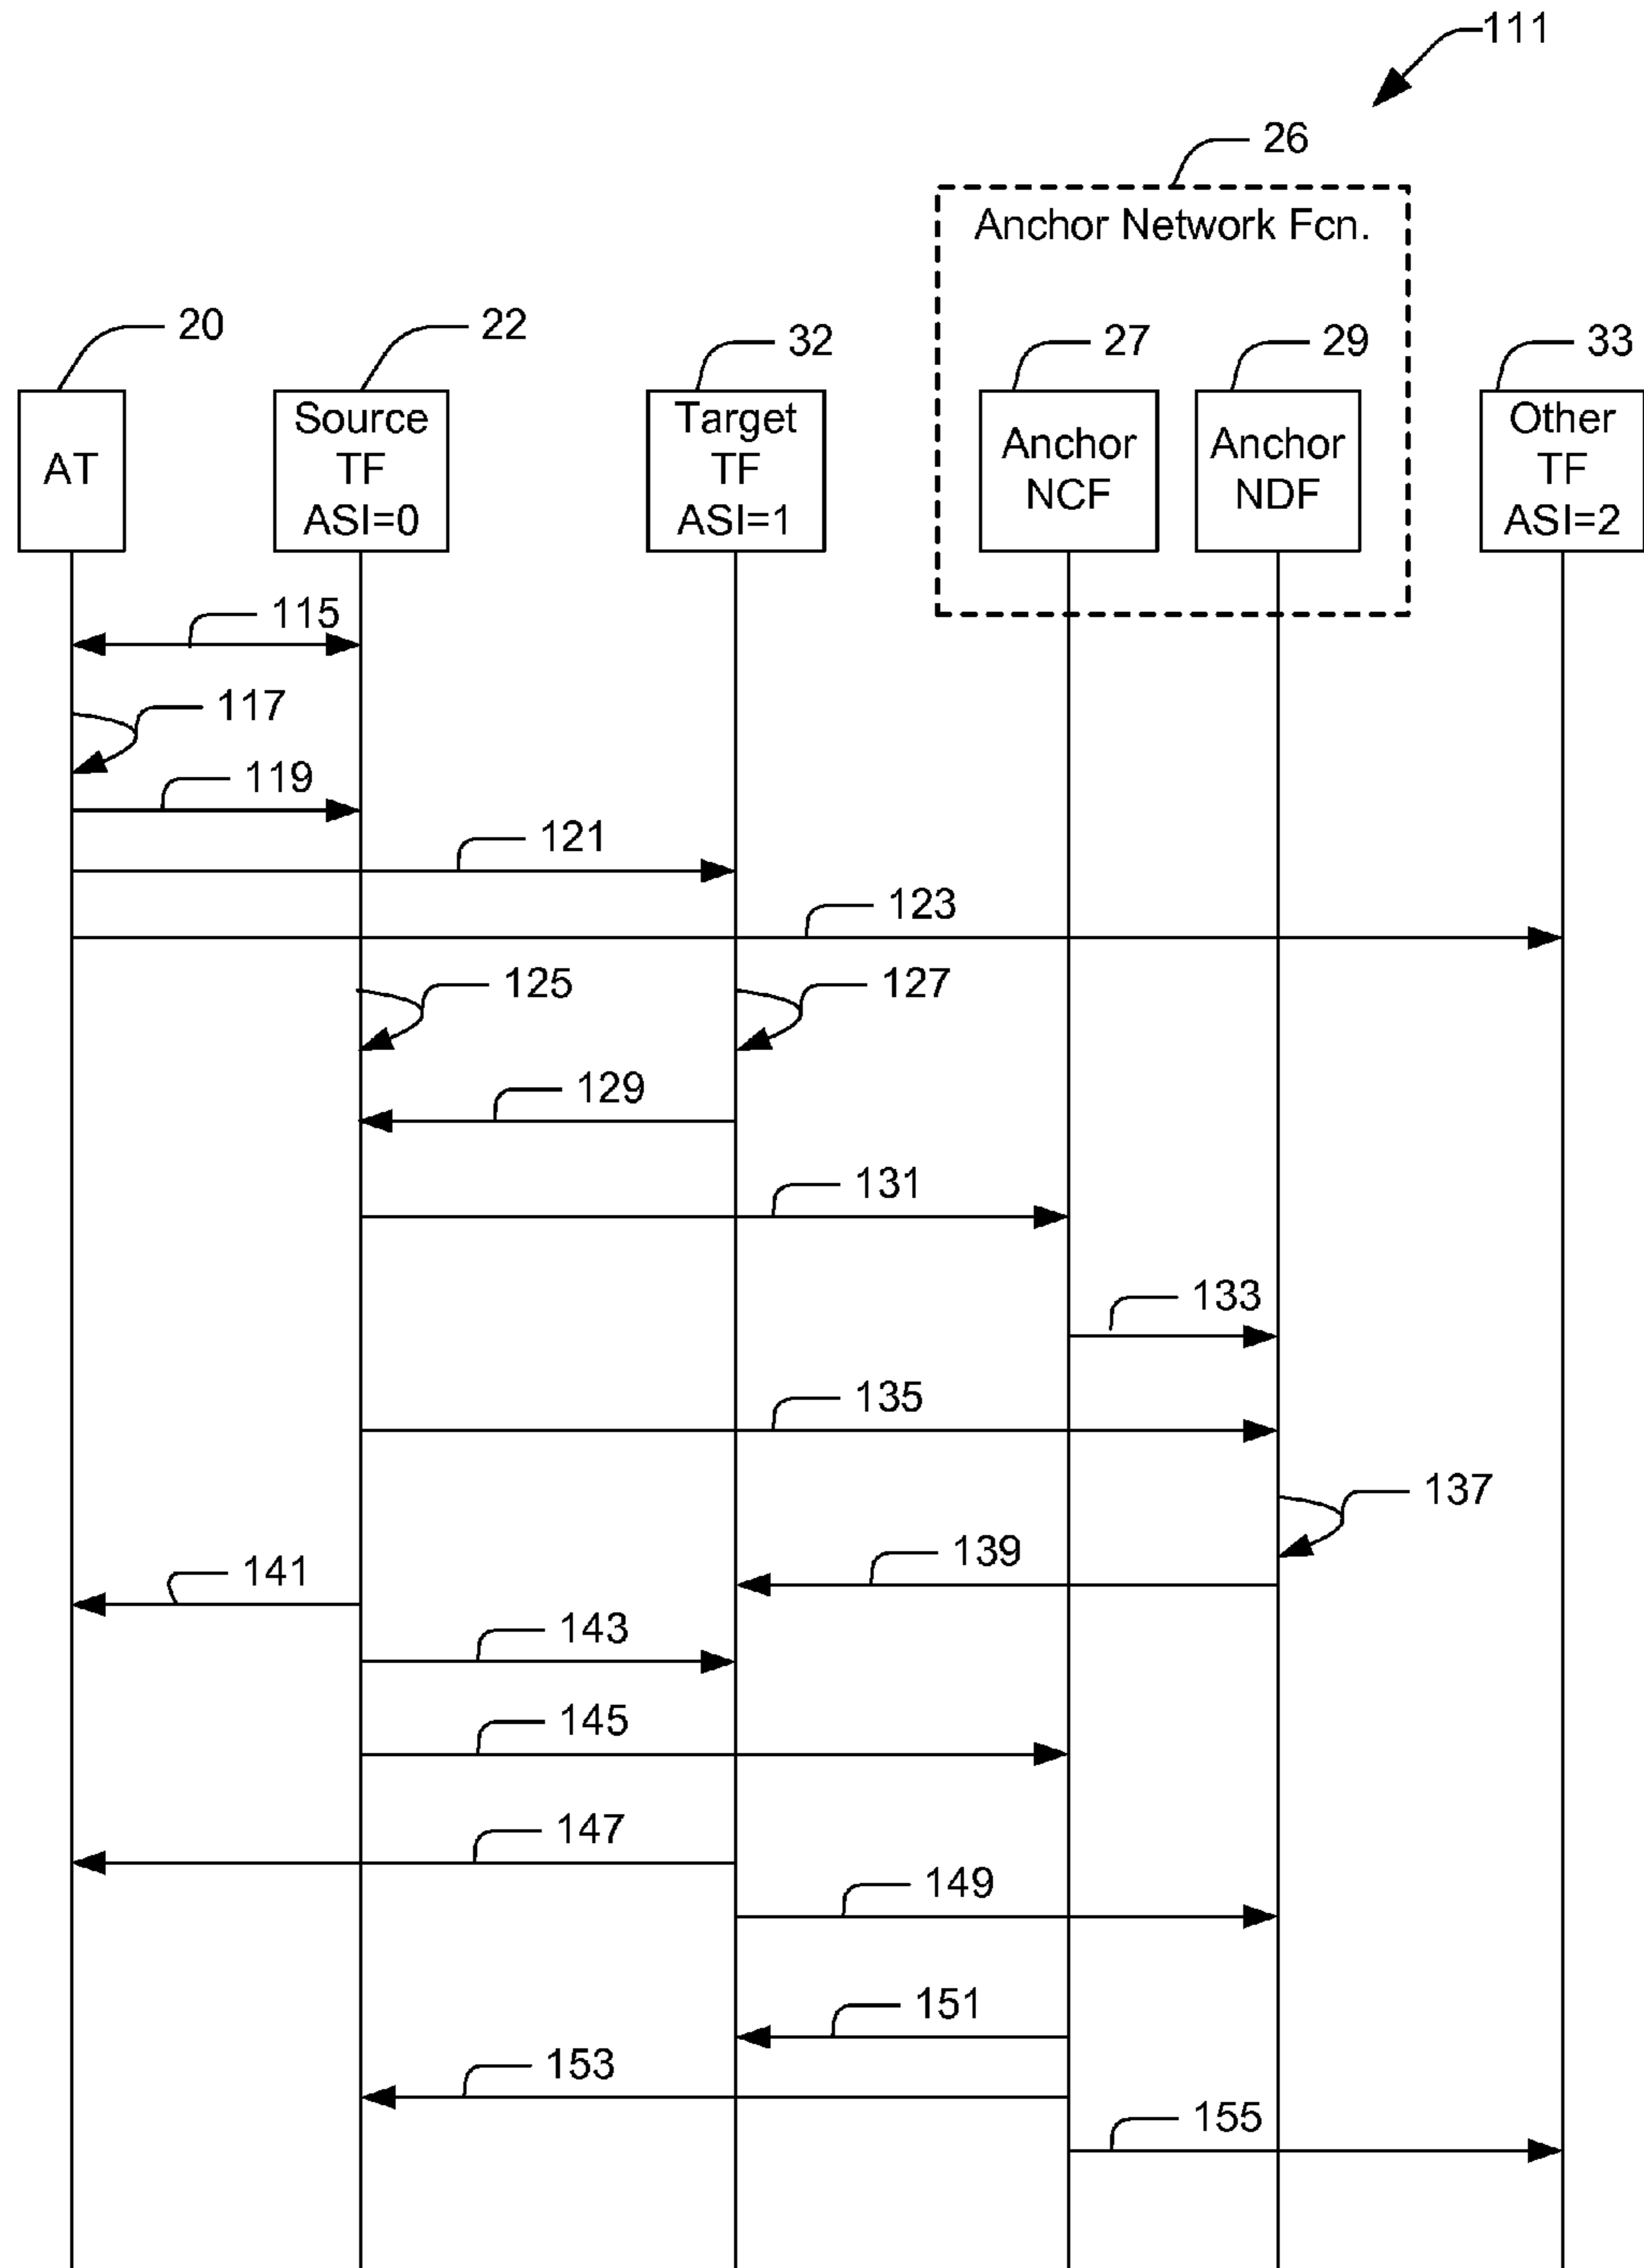 111
26
Anchor Network Fcn.
20
22
32
27
29
33
AT
Source
TF
ASI=0
Target
TF
ASI=1
Anchor
NCF
Anchor
NDF
Other
TF
ASI=2
115
117
119
121
123
125
127
129
131
133
135
137
139
141
143
145
147
149
151
153
155